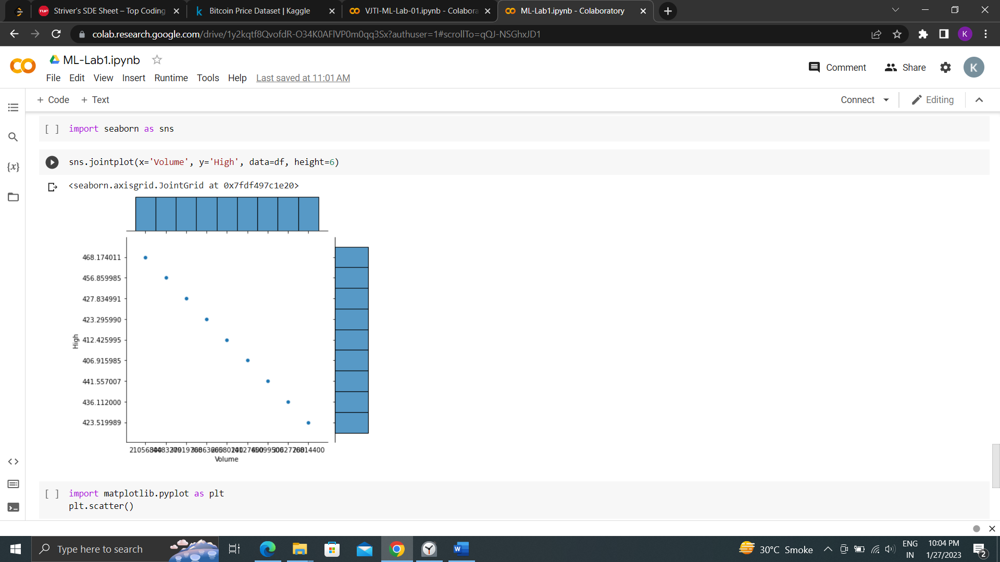 Striver's SDE Sheet – Top Coding
Bitcoin Price Dataset | Kaggle
VJTI-ML-Lab-01.ipynb - Colabora
ML-Lab1.ipynb - Colaboratory
colab.research.google.com/drive/1y2kqtf8QvofdR-O34K0AFlVP0m0qq3Sx?authuser=1#scrollTo=qQJ-NSGhxJD1
K
ML-Lab1.ipynb
Comment
Share
K
File Edit View Insert Runtime Tools Help Last saved at 11:01 AM
+ Code + Text
Connect
Editing
[ ] import seaborn as sns
sns.jointplot(x='Volume', y='High', data=df, height=6)
<seaborn.axisgrid.JointGrid at 0x7fdf497c1e20>
468.174011
456.859985
427.834991
423.295990
High
412.425995
406.915985
441.557007
436.112000
423.519989
Volume
[ ] import matplotlib.pyplot as plt
plt.scatter()
Type here to search
30°C Smoke
ENG
IN
10:04 PM
1/27/2023
2